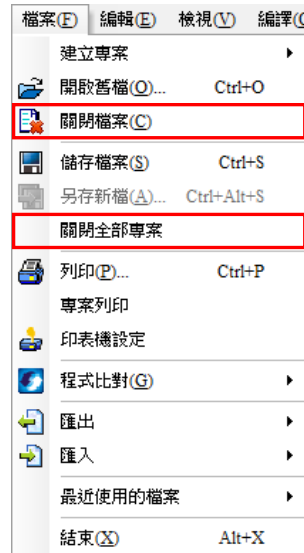 檔案(F) 編輯(E) 檢視(V) 編譯(
建立專案
開啟舊檔(O)... Ctrl+O
關閉檔案(C)
儲存檔案(S) Ctrl+S
另存新檔(A)... Ctrl+Alt+S
關閉全部專案
列印(P)... Ctrl+P
專案列印
印表機設定
程式比對(G)
匯出
匯入
最近使用的檔案
結束(X) Alt+X